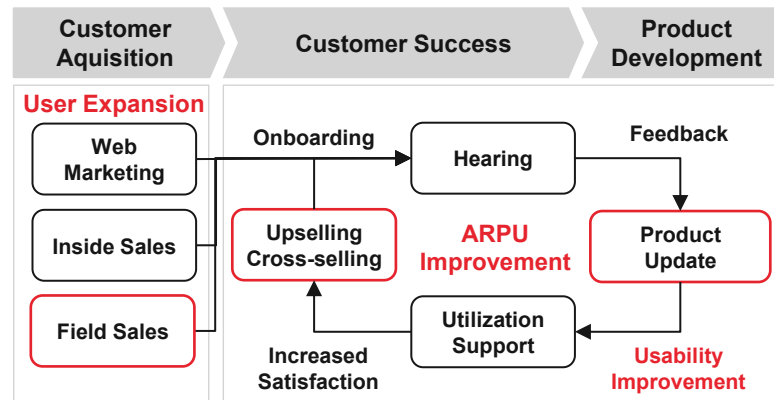 Customer
Aquisition
Customer Success
Product
Development
User Expansion
Web
Marketing
Inside Sales
Field Sales
Onboarding
Hearing
Feedback
Upselling
Cross-selling
ARPU
Improvement
Product
Update
Increased
Satisfaction
Utilization
Support
Usability
Improvement